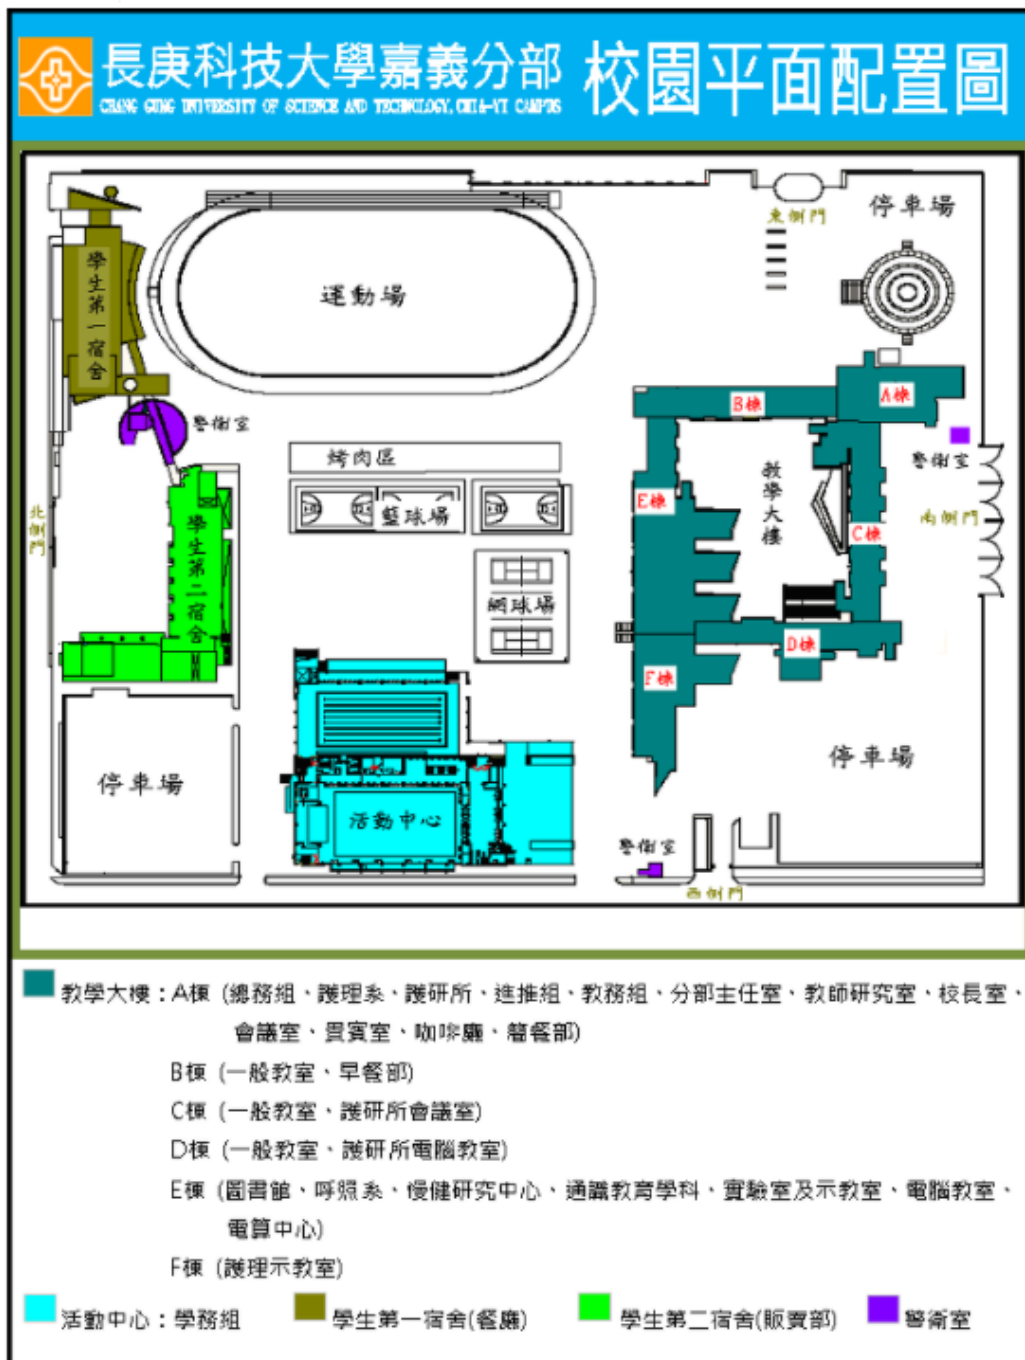 長庚科技大學嘉義分部 校園平面配置圖
CHANG GUNG UNIVERSITY OF SCIENCE AND TECHNOLOGY, CHIA-YI CAMPUS
停車場
東側門
學生第一宿舍
運動場
B棟
A棟
警衛室
烤肉區
警衛室
教學大樓
E棟
籃球場
北側門
學生第二宿舍
南側門
C棟
網球場
D棟
F棟
停車場
停車場
活動中心
警衛室
西側門
教學大樓：A棟 (總務組、護理系、護研所、進推組、教務組、分部主任室、教師研究室、校長室、
會議室、貴賓室、咖啡廳、簡餐部)
B棟 (一般教室、早餐部)
C棟 (一般教室、護研所會議室)
D棟 (一般教室、護研所電腦教室)
E棟 (圖書館、呼照系、慢健研究中心、通識教育學科、實驗室及示教室、電腦教室、
電算中心)
F棟 (護理示教室)
活動中心：學務組 學生第一宿舍(餐廳) 學生第二宿舍(販賣部) 警衛室